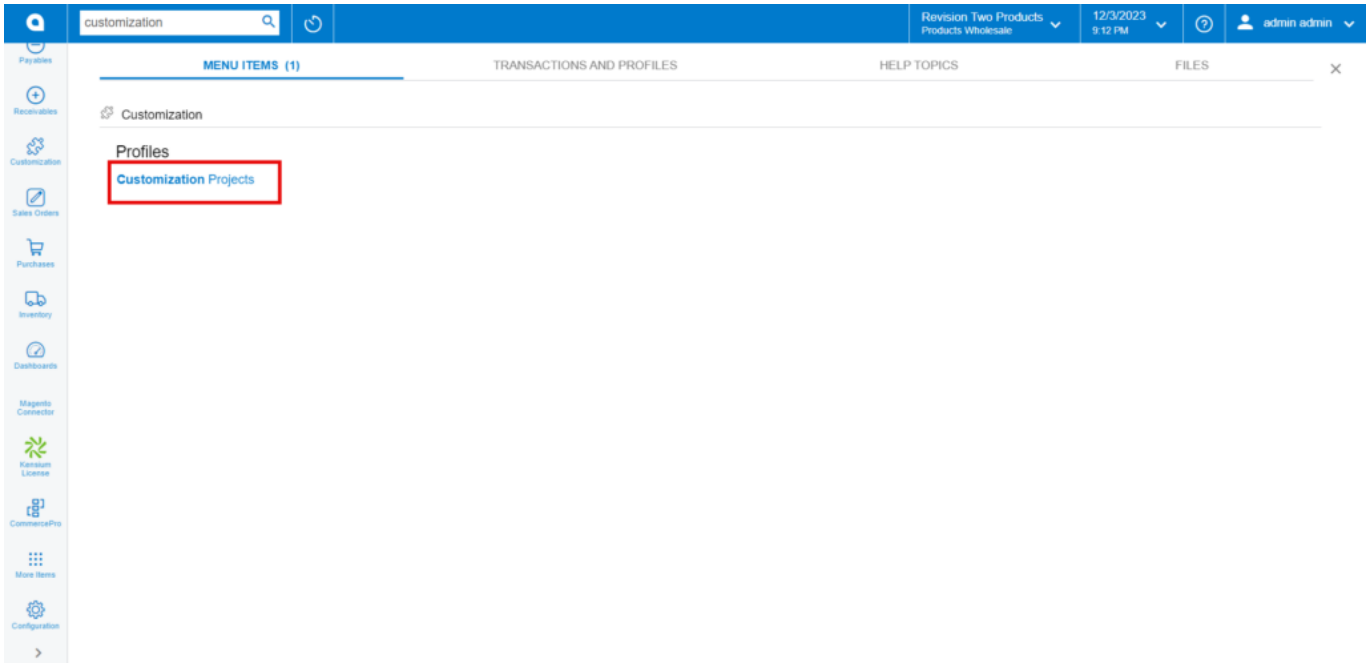 customization
Revision Two Products
Products Wholesale
12/3/2023
9:12 PM
admin admin
Payables
Receivables
Customization
Sales Orders
Purchases
Inventory
Dashboards
Magento
Connector
Kensium
License
CommercePro
More Items
Configuration
MENU ITEMS (1)
TRANSACTIONS AND PROFILES
HELP TOPICS
FILES
Customization
Profiles
Customization Projects